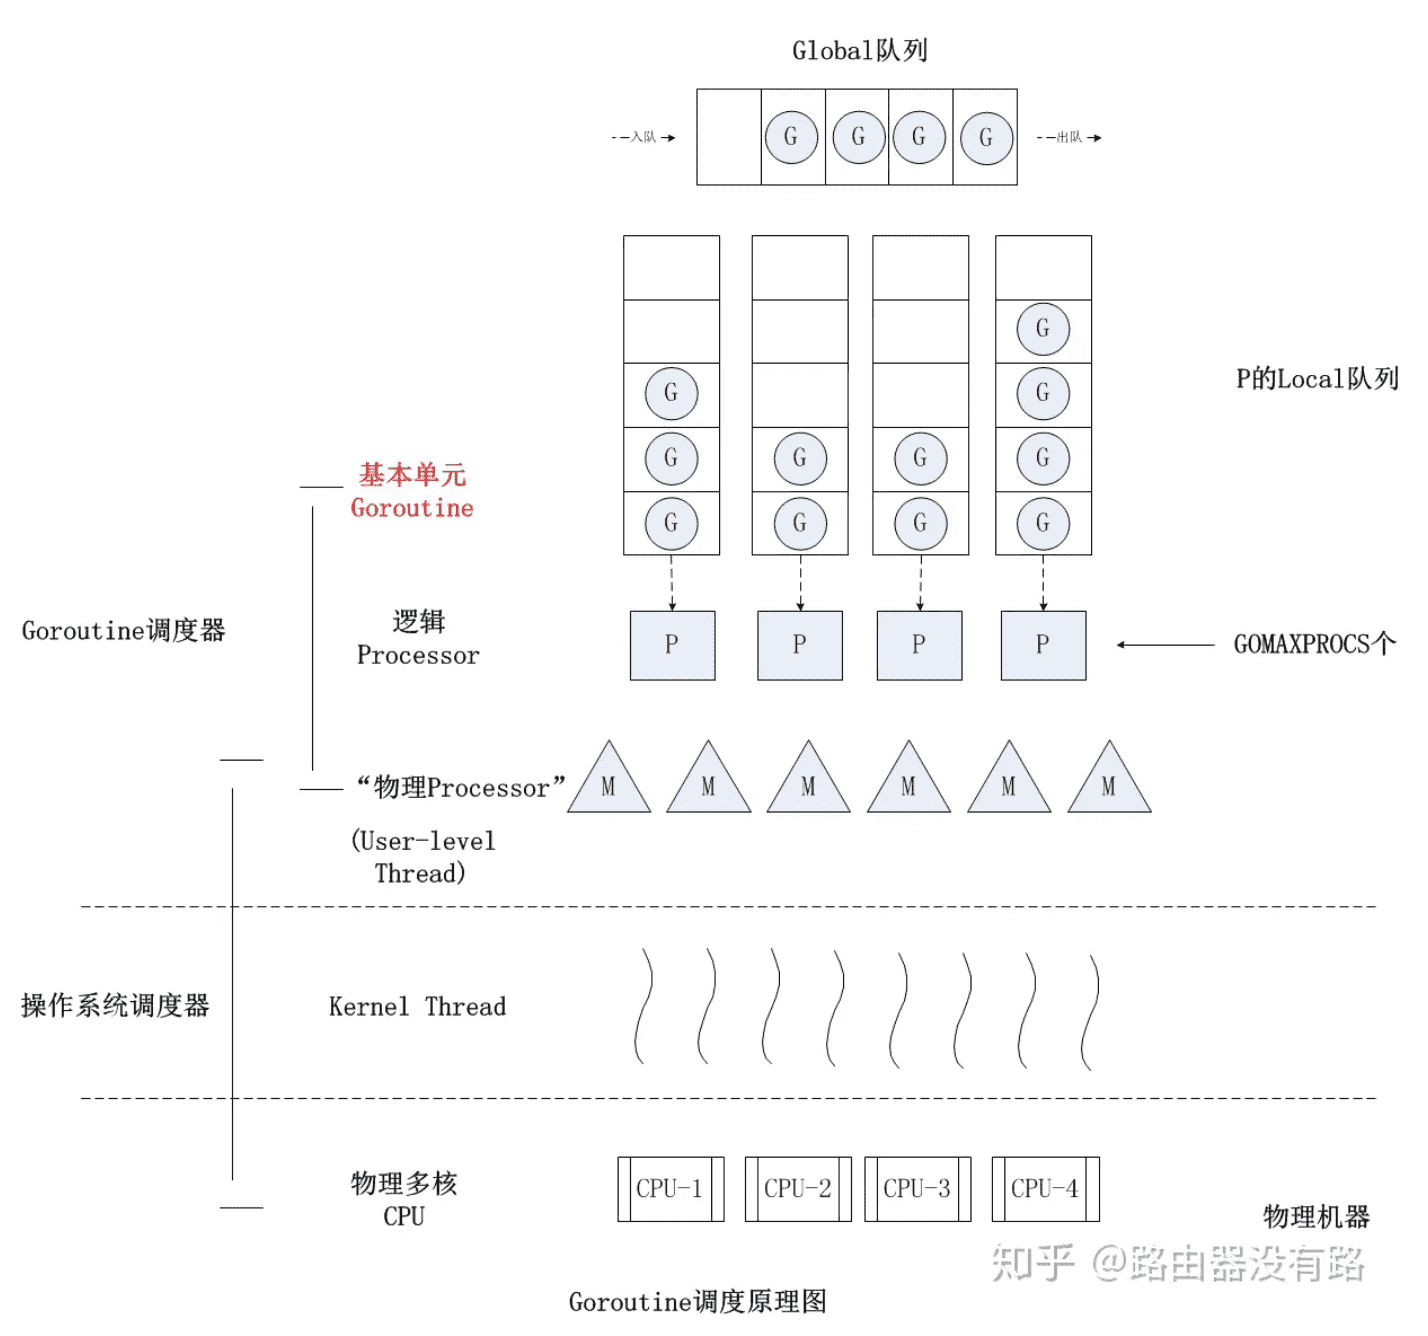 Global队列
入队
G
G
G
G
出队
G
G
G
P的Local队列
G
G
G
G
基本单元
Goroutine
G
G
G
G
逻辑
Processor
Goroutine调度器
P
P
P
P
GOMAXPROCS个
“物理Processor”
M
M
M
M
M
M
(User-level
Thread)
操作系统调度器
Kernel Thread
物理多核
CPU
CPU-1
CPU-2
CPU-3
CPU-4
物理机器
知乎 @路由器没有路
Goroutine调度原理图